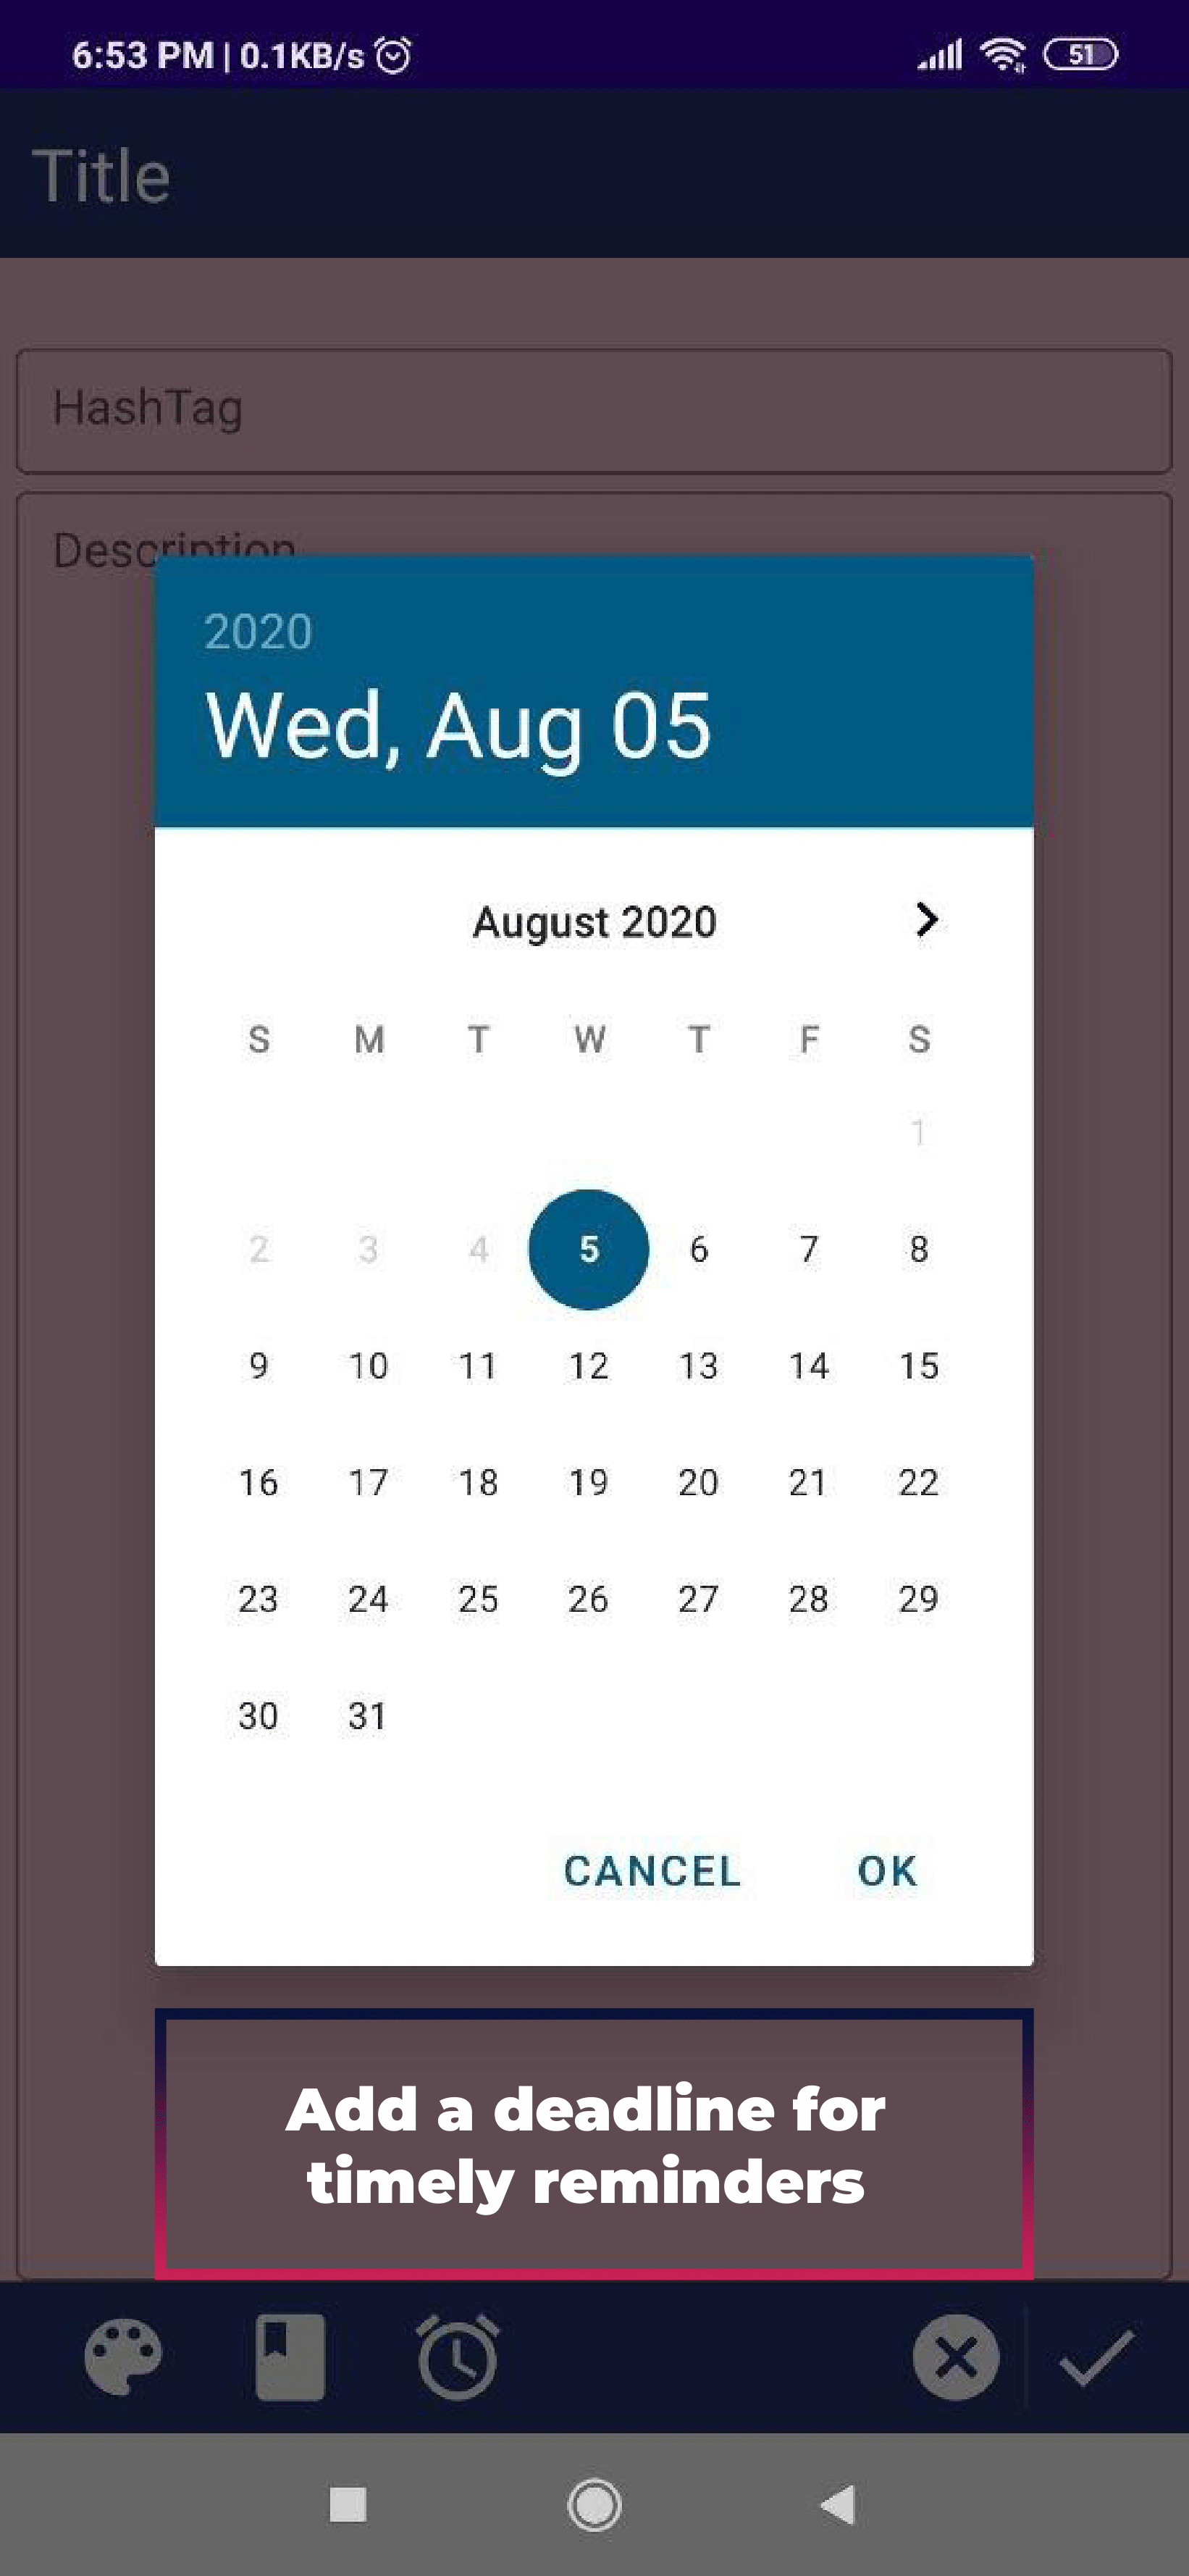 6:53 PM | 0.1KB/s
51
Title
HashTag
Description
2020
Wed, Aug 05
August 2020
S M T W T F S
1
2 3 4 5 6 7 8
9 10 11 12 13 14 15
16 17 18 19 20 21 22
23 24 25 26 27 28 29
30 31
CANCEL OK
Add a deadline for
timely reminders